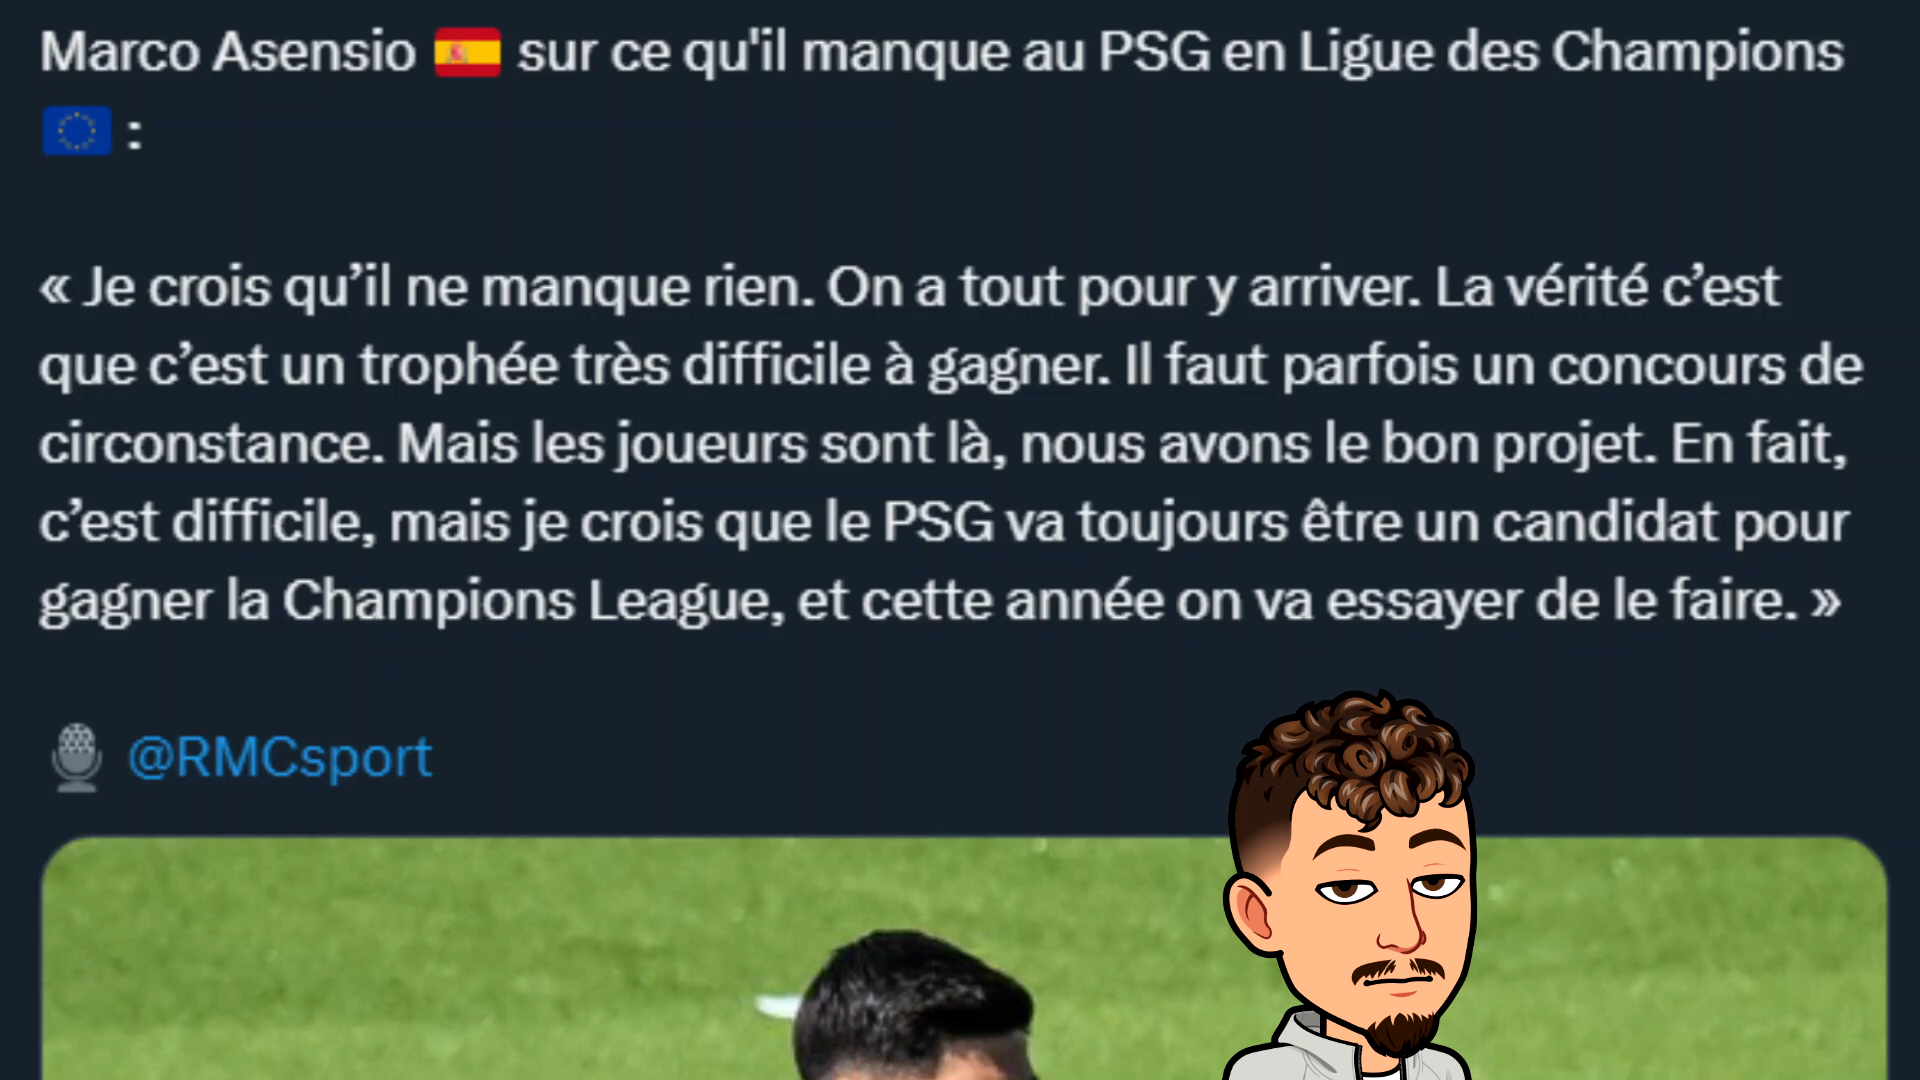 Marco Asensio 🇪🇸 sur ce qu'il manque au PSG en Ligue des Champions
🇪🇺 :
« Je crois qu’il ne manque rien. On a tout pour y arriver. La vérité c’est
que c’est un trophée très difficile à gagner. Il faut parfois un concours de
circonstance. Mais les joueurs sont là, nous avons le bon projet. En fait,
c’est difficile, mais je crois que le PSG va toujours être un candidat pour
gagner la Champions League, et cette année on va essayer de le faire. »
🎙 @RMCsport